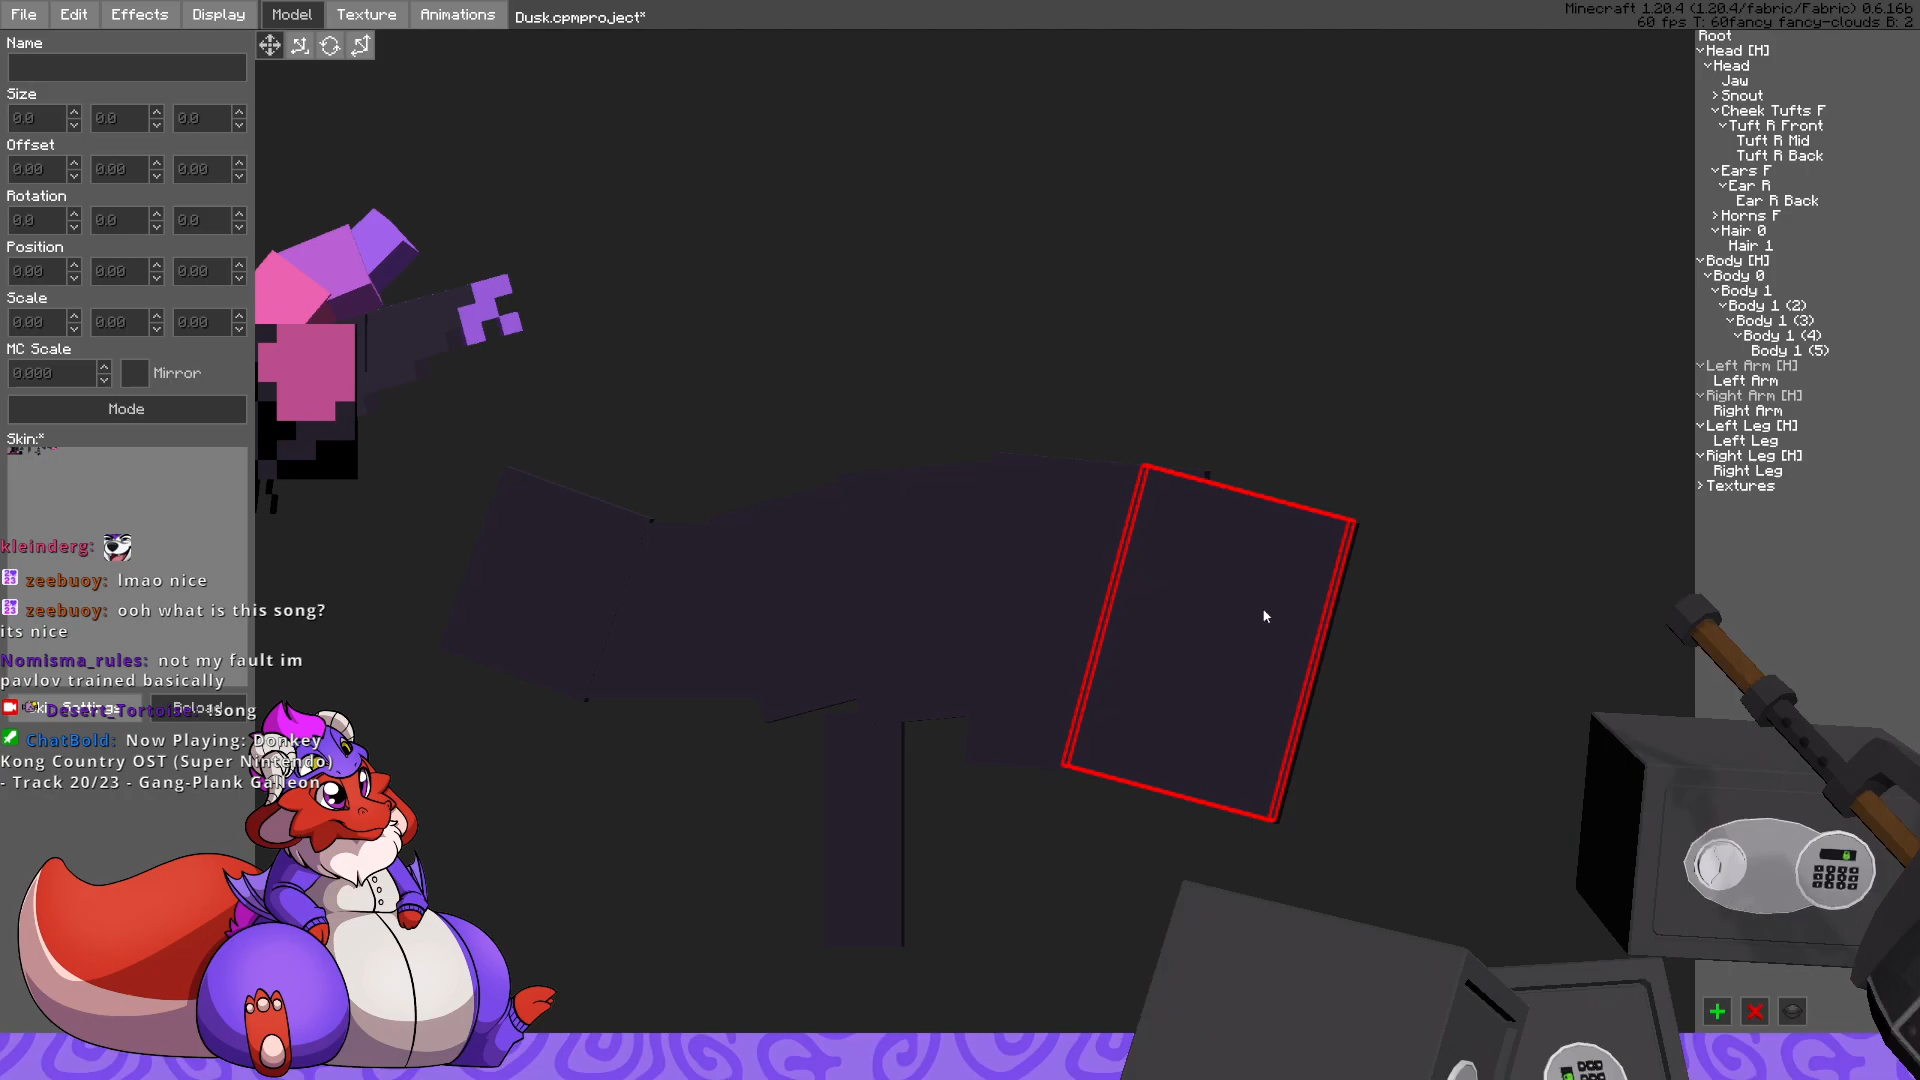 File Edit Effects Display Model Texture Animations Dusk.cpmproject*
Minecraft 1.20.4 (1.20.4/fabric/Fabric) 0.6.16b
60 fps T: 60fancy fancy-clouds B: 2
Name
Size
0.0 0.0 0.0
Offset
0.00 0.00 0.00
Rotation
0.0 0.0 0.0
Position
0.00 0.00 0.00
Scale
0.00 0.00 0.00
MC Scale
0.000 Mirror
Mode
Skin:*
kleinderg:
zeebuoy: lmao nice
zeebuoy: ooh what is this song?
its nice
Nomisma_rules: not my fault im
pavlov trained basically
Skin Settings Reload
Desert_Tortoise: !song
ChatBold: Now Playing: Donkey
Kong Country OST (Super Nintendo)
- Track 20/23 - Gang-Plank Galleon
Root
Head [H]
Head
Jaw
Snout
Cheek Tufts F
Tuft R Front
Tuft R Mid
Tuft R Back
Ears F
Ear R
Ear R Back
Horns F
Hair 0
Hair 1
Body [H]
Body 0
Body 1
Body 1 (2)
Body 1 (3)
Body 1 (4)
Body 1 (5)
Left Arm [H]
Left Arm
Right Arm [H]
Right Arm
Left Leg [H]
Left Leg
Right Leg [H]
Right Leg
Textures